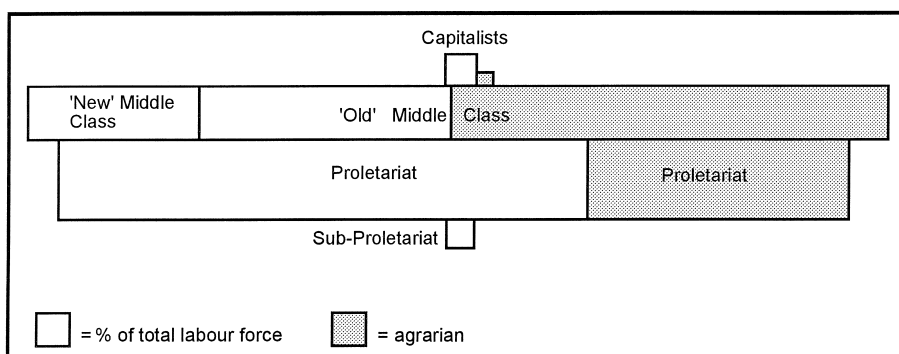 Capitalists
'New' Middle
Class
'Old' Middle Class
Proletariat
Proletariat
Sub-Proletariat
= % of total labour force
= agrarian